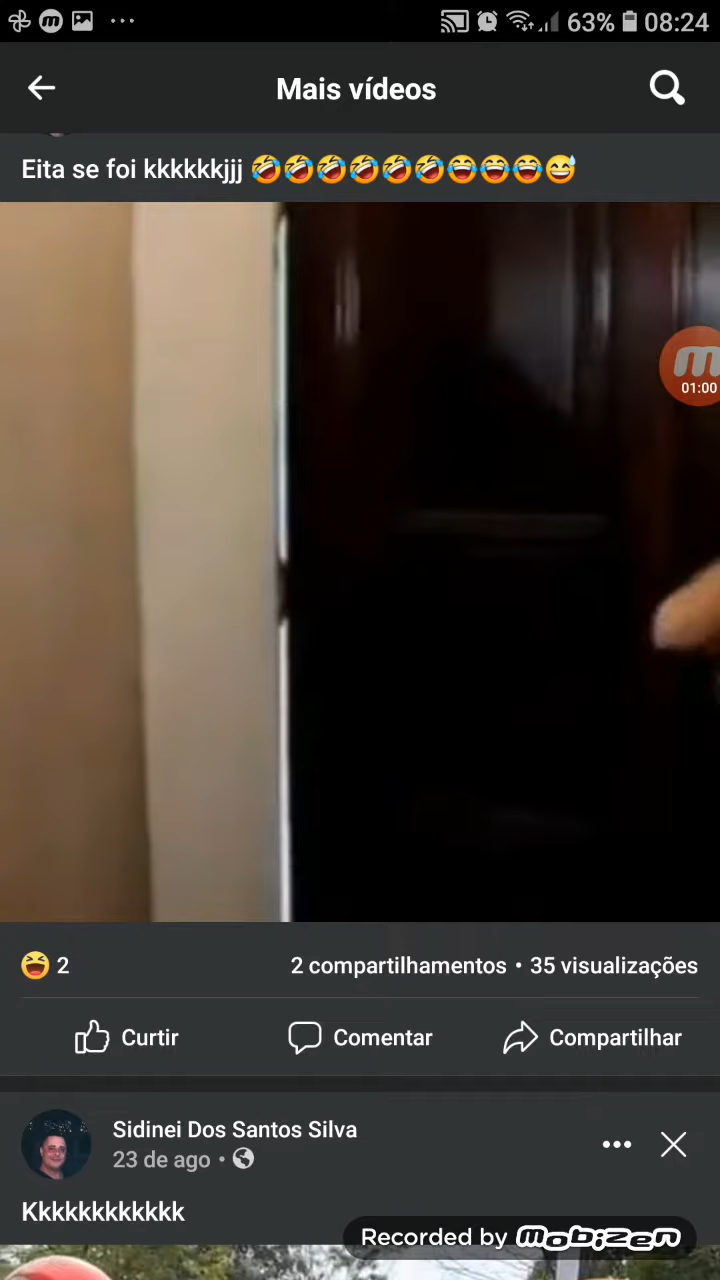 63% 08:24
Mais vídeos
Eita se foi kkkkkkjjj 🤣🤣🤣🤣🤣🤣😂😂😂😅
m
01:00
2
2 compartilhamentos • 35 visualizações
Curtir
Comentar
Compartilhar
Sidinei Dos Santos Silva
23 de ago •
Kkkkkkkkkkkk
Recorded by mobizen